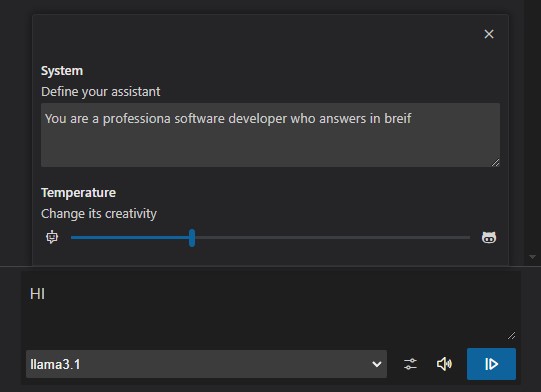 System
Define your assistant
You are a professiona software developer who answers in breif
Temperature
Change its creativity
HI
llama3.1